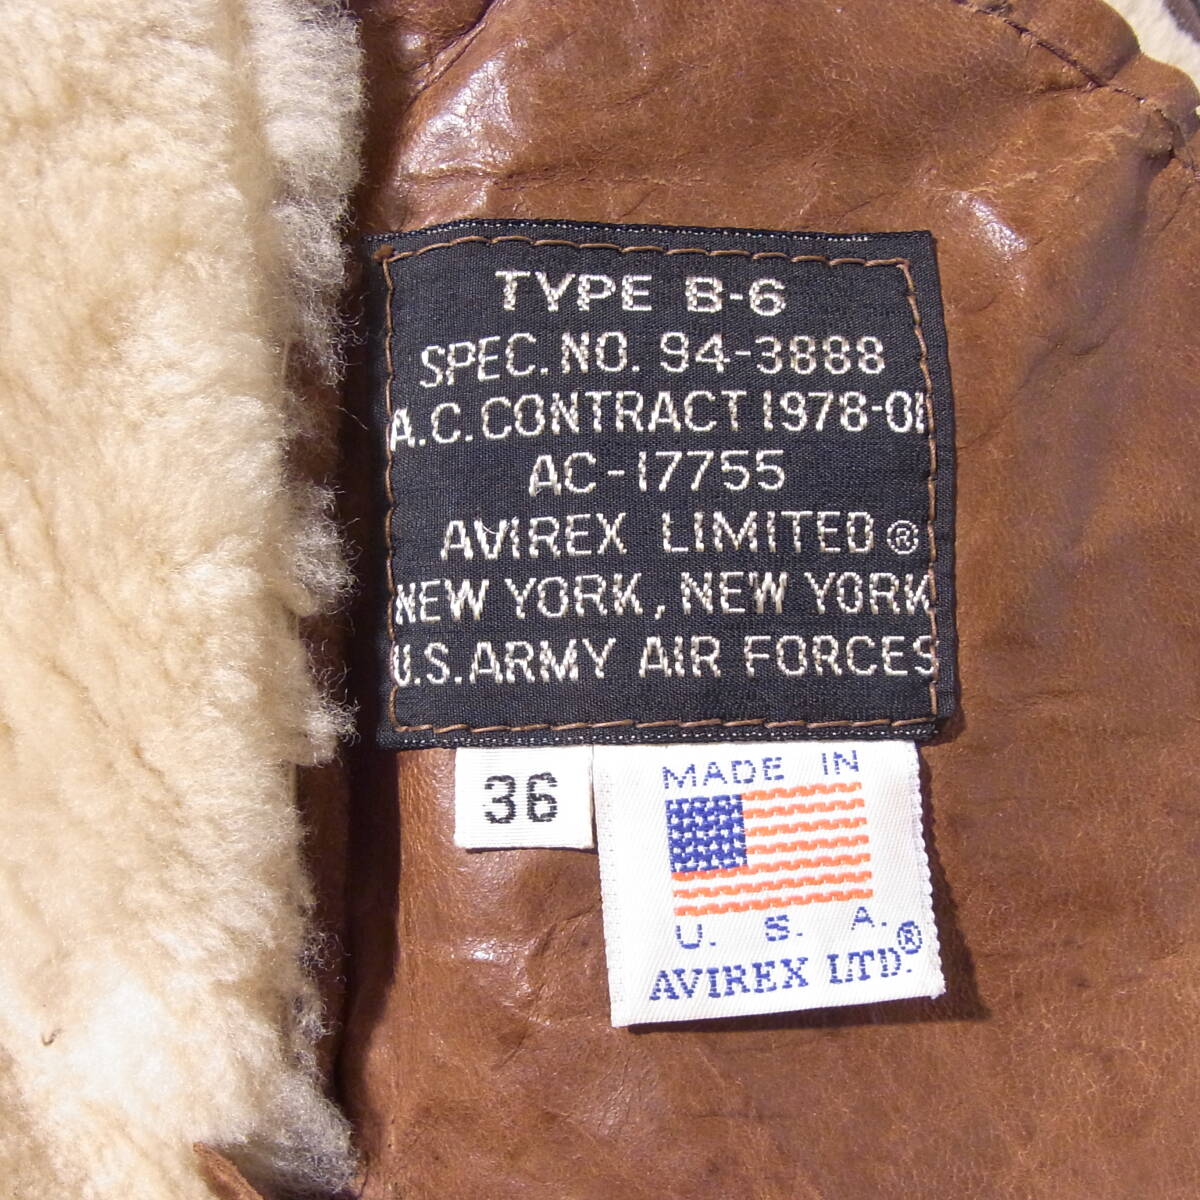 TYPE B-6
SPEC. NO. 94-3888
A.C. CONTRACT 1978-01
AC-17755
AVIREX LIMITED ®
NEW YORK, NEW YORK
U.S. ARMY AIR FORCES
36
MADE IN
U. S. A.
AVIREX LTD.®